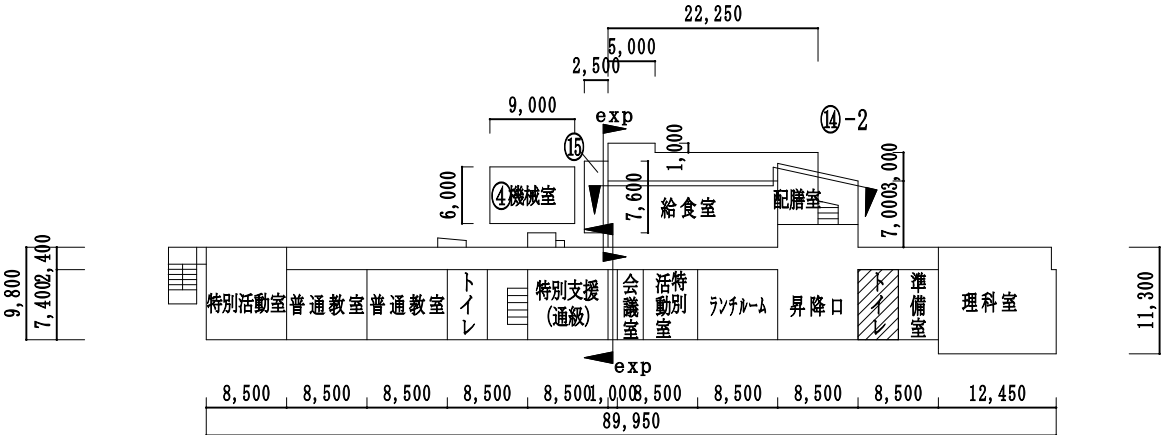 22,250
5,000
2,500
9,000
exp
⑭-2
⑮
1,000
3,000
6,000
④機械室
7,600
給食室
配膳室
7,000
9,800
2,400
7,400
特別活動室
普通教室
普通教室
トイレ
特別支援
(通級)
会議室
特別
活動室
ランチルーム
昇降口
トイレ
準備室
理科室
11,300
exp
8,500
8,500
8,500
8,500
8,500
1,000
8,500
8,500
8,500
8,500
12,450
89,950